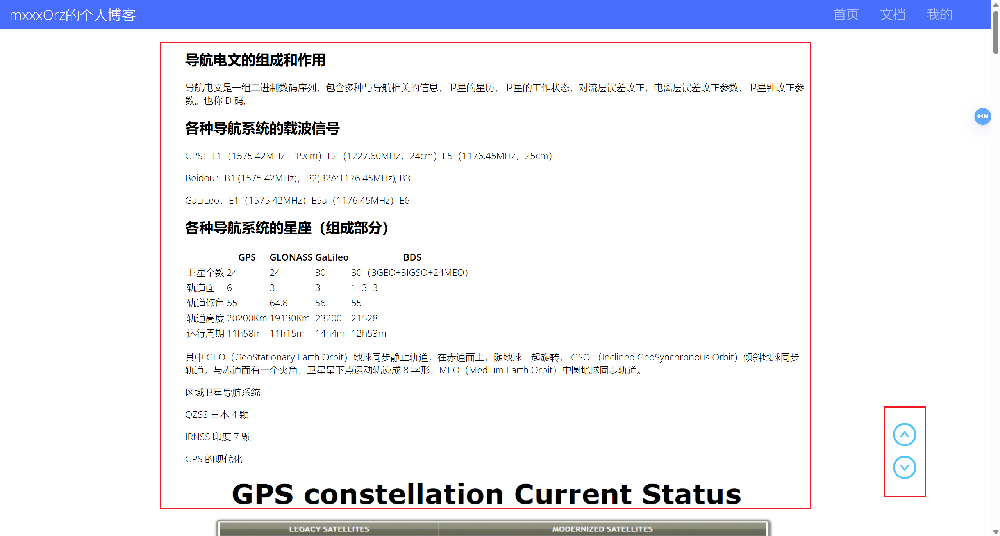 mxxxOrz的个人博客
首页 文档 我的
导航电文的组成和作用
导航电文是一组二进制数码序列，包含多种与导航相关的信息，卫星的星历，卫星的工作状态，对流层误差改正，电离层误差改正参数，卫星钟改正参
数。也称 D 码。
64M
各种导航系统的载波信号
GPS：L1（1575.42MHz，19cm）L2（1227.60MHz，24cm）L5（1176.45MHz，25cm）
Beidou：B1 (1575.42MHz)，B2(B2A:1176.45MHz), B3
GaLiLeo：E1（1575.42MHz）E5a（1176.45MHz）E6
各种导航系统的星座（组成部分）
GPS GLONASS GaLileo BDS
卫星个数 24 24 30 30（3GEO+3IGSO+24MEO）
轨道面 6 3 3 1+3+3
轨道倾角 55 64.8 56 55
轨道高度 20200Km 19130Km 23200 21528
运行周期 11h58m 11h15m 14h4m 12h53m
其中 GEO（GeoStationary Earth Orbit）地球同步静止轨道，在赤道面上，随地球一起旋转，IGSO （Inclined GeoSynchronous Orbit）倾斜地球同步
轨道，与赤道面有一个夹角，卫星星下点运动轨迹成 8 字形，MEO（Medium Earth Orbit）中圆地球同步轨道。
区域卫星导航系统
QZSS 日本 4 颗
IRNSS 印度 7 颗
GPS 的现代化
GPS constellation Current Status
LEGACY SATELLITES MODERNIZED SATELLITES